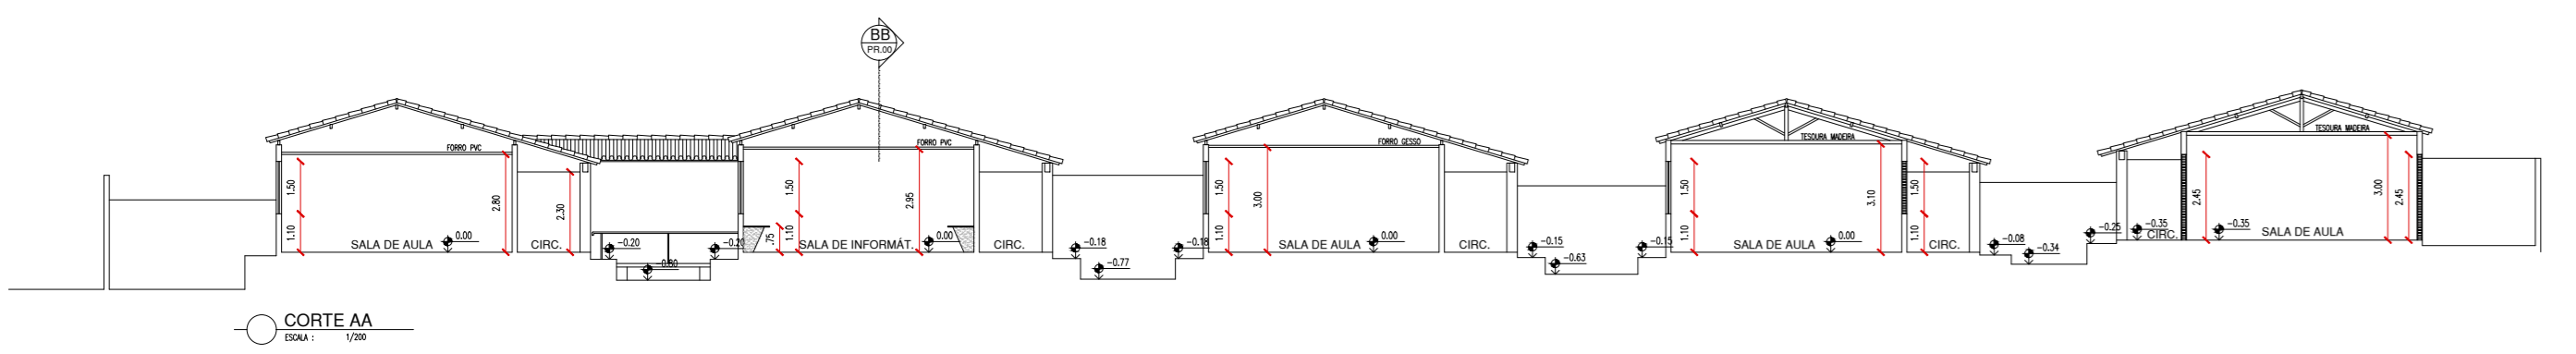 BB
PR.00
FORRO PVC
1.50
1.10
2.80
SALA DE AULA
0.00
2.30
CIRC.
-0.20
-0.80
-0.20
FORRO PVC
.75
1.50
1.10
SALA DE INFORMÁT.
2.95
0.00
CIRC.
-0.18
-0.77
-0.18
FORRO GESSO
1.50
1.10
3.00
SALA DE AULA
0.00
CIRC.
-0.15
-0.63
-0.15
TESOURA MADEIRA
1.50
1.10
SALA DE AULA
0.00
3.10
1.50
1.10
CIRC.
-0.08
-0.34
-0.25
TESOURA MADEIRA
-0.35
CIRC.
2.45
-0.35
SALA DE AULA
3.00
2.45
CORTE AA
ESCALA : 1/200